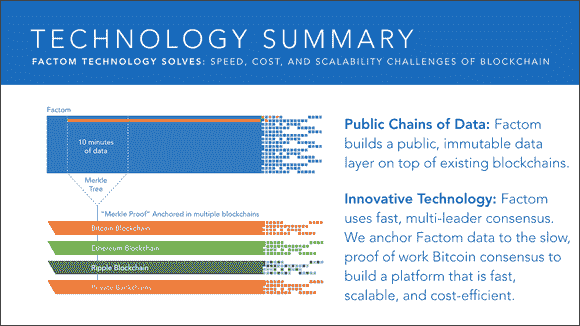 TECHNOLOGY SUMMARY
FACTOM TECHNOLOGY SOLVES: SPEED, COST, AND SCALABILITY CHALLENGES OF BLOCKCHAIN
Factom
10 minutes
of data
Merkle
Tree
"Merkle Proof" Anchored in multiple blockchains
Bitcoin Blockchain
Ethereum Blockchain
Ripple Blockchain
Private Blockchains
Public Chains of Data: Factom
builds a public, immutable data
layer on top of existing blockchains.
Innovative Technology: Factom
uses fast, multi-leader consensus.
We anchor Factom data to the slow,
proof of work Bitcoin consensus to
build a platform that is fast,
scalable, and cost-efficient.